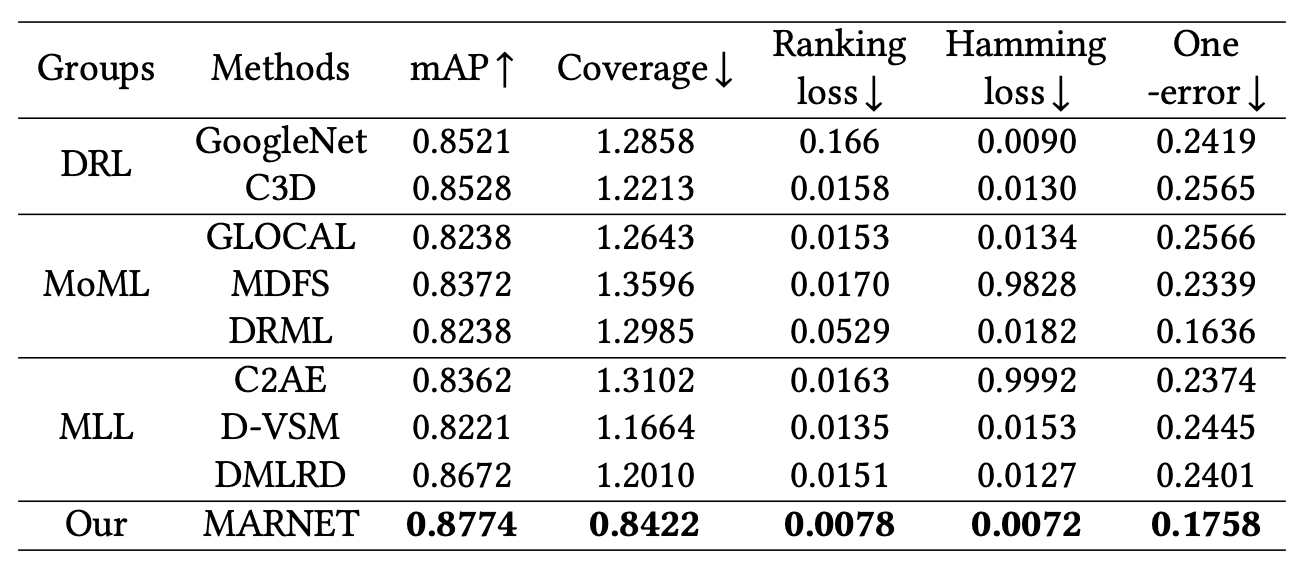 Groups Methods mAP↑ Coverage↓ Ranking loss↓ Hamming loss↓ One -error↓
DRL GoogleNet 0.8521 1.2858 0.166 0.0090 0.2419
C3D 0.8528 1.2213 0.0158 0.0130 0.2565
MoML GLOCAL 0.8238 1.2643 0.0153 0.0134 0.2566
MDFS 0.8372 1.3596 0.0170 0.9828 0.2339
DRML 0.8238 1.2985 0.0529 0.0182 0.1636
MLL C2AE 0.8362 1.3102 0.0163 0.9992 0.2374
D-VSM 0.8221 1.1664 0.0135 0.0153 0.2445
DMLRD 0.8672 1.2010 0.0151 0.0127 0.2401
Our MARNET 0.8774 0.8422 0.0078 0.0072 0.1758